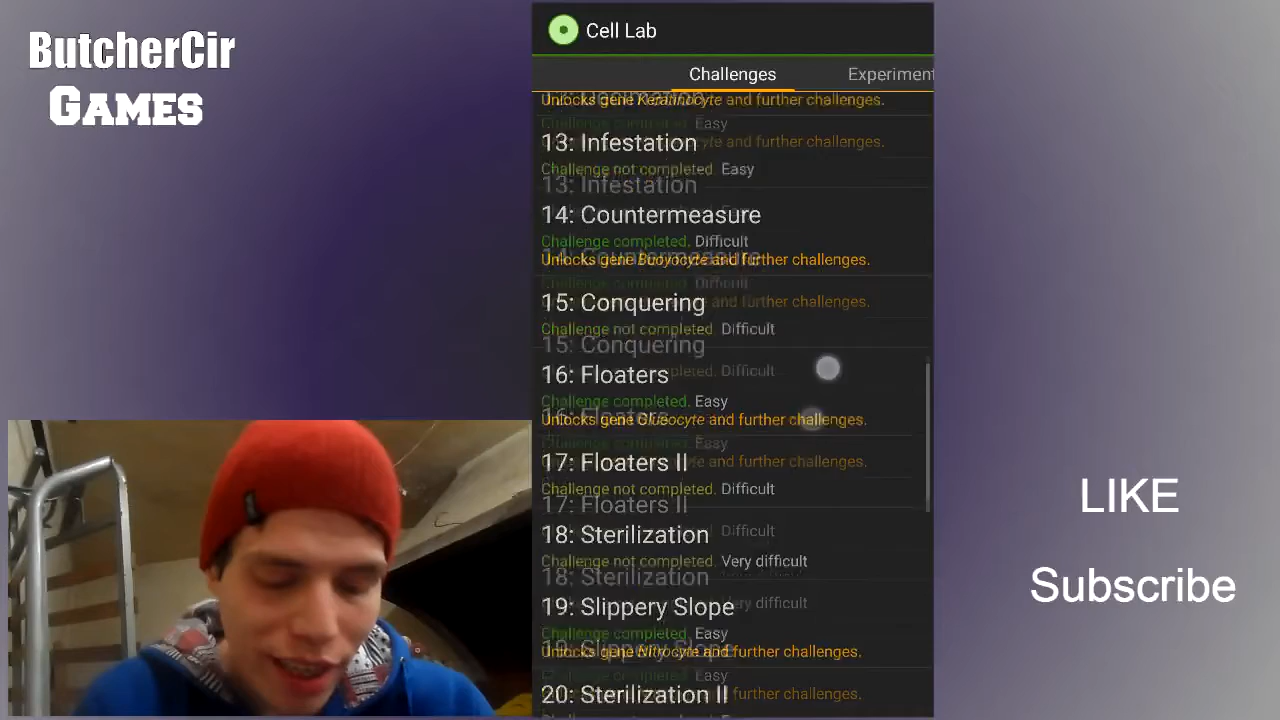 ButcherCir
GAMES
Cell Lab
Challenges Experiment
Unlocks gene Keratinocyte and further challenges.
13: Infestation
Challenge not completed. Easy
14: Countermeasure
Challenge completed. Difficult
Unlocks gene Buoyocyte and further challenges.
15: Conquering
Challenge not completed. Difficult
16: Floaters
Challenge completed. Easy
Unlocks gene Glueocyte and further challenges.
17: Floaters II
Challenge not completed. Difficult
18: Sterilization
Challenge not completed. Very difficult
19: Slippery Slope
Challenge completed. Easy
Unlocks gene Nitrocyte and further challenges.
20: Sterilization II
LIKE
Subscribe